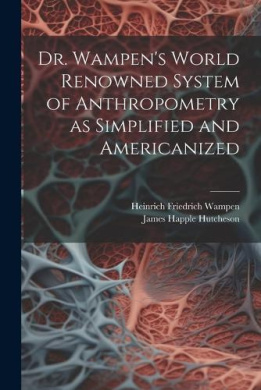 Dr. Wampen's World
Renowned System
of Anthropometry
as Simplified and
Americanized
Heinrich Friedrich Wampen
James Happle Hutcheson